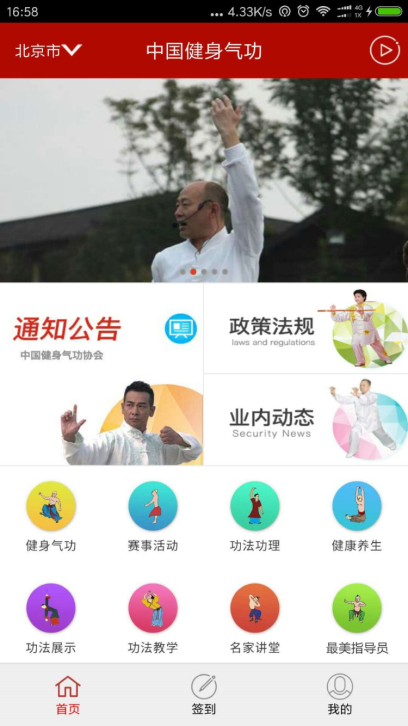 16:58
... 4.33K/s 4G 1X
北京市
中国健身气功
通知公告
中国健身气功协会
政策法规
laws and regulations
业内动态
Security News
健身气功 赛事活动 功法功理 健康养生
功法展示 功法教学 名家讲堂 最美指导员
首页 签到 我的